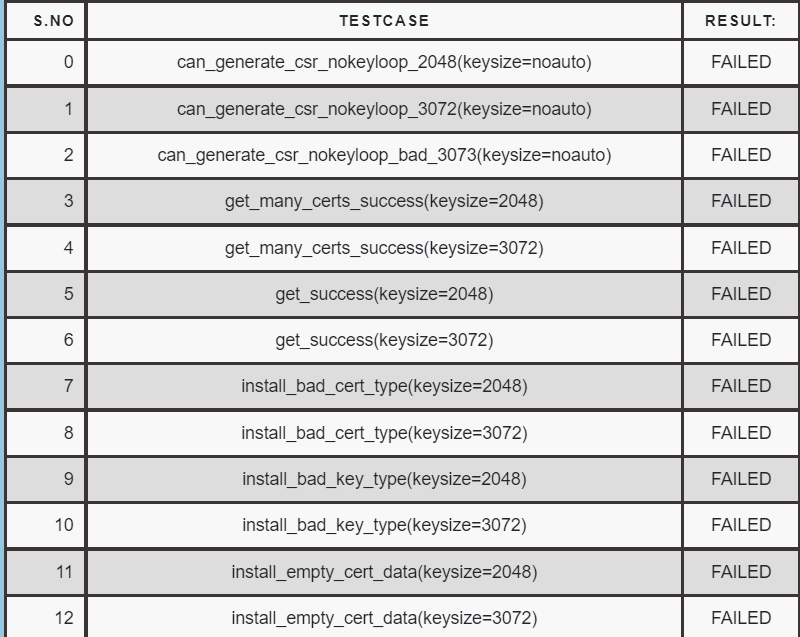 S.NO TESTCASE RESULT:
0 can_generate_csr_nokeyloop_2048(keysize=noauto) FAILED
1 can_generate_csr_nokeyloop_3072(keysize=noauto) FAILED
2 can_generate_csr_nokeyloop_bad_3073(keysize=noauto) FAILED
3 get_many_certs_success(keysize=2048) FAILED
4 get_many_certs_success(keysize=3072) FAILED
5 get_success(keysize=2048) FAILED
6 get_success(keysize=3072) FAILED
7 install_bad_cert_type(keysize=2048) FAILED
8 install_bad_cert_type(keysize=3072) FAILED
9 install_bad_key_type(keysize=2048) FAILED
10 install_bad_key_type(keysize=3072) FAILED
11 install_empty_cert_data(keysize=2048) FAILED
12 install_empty_cert_data(keysize=3072) FAILED